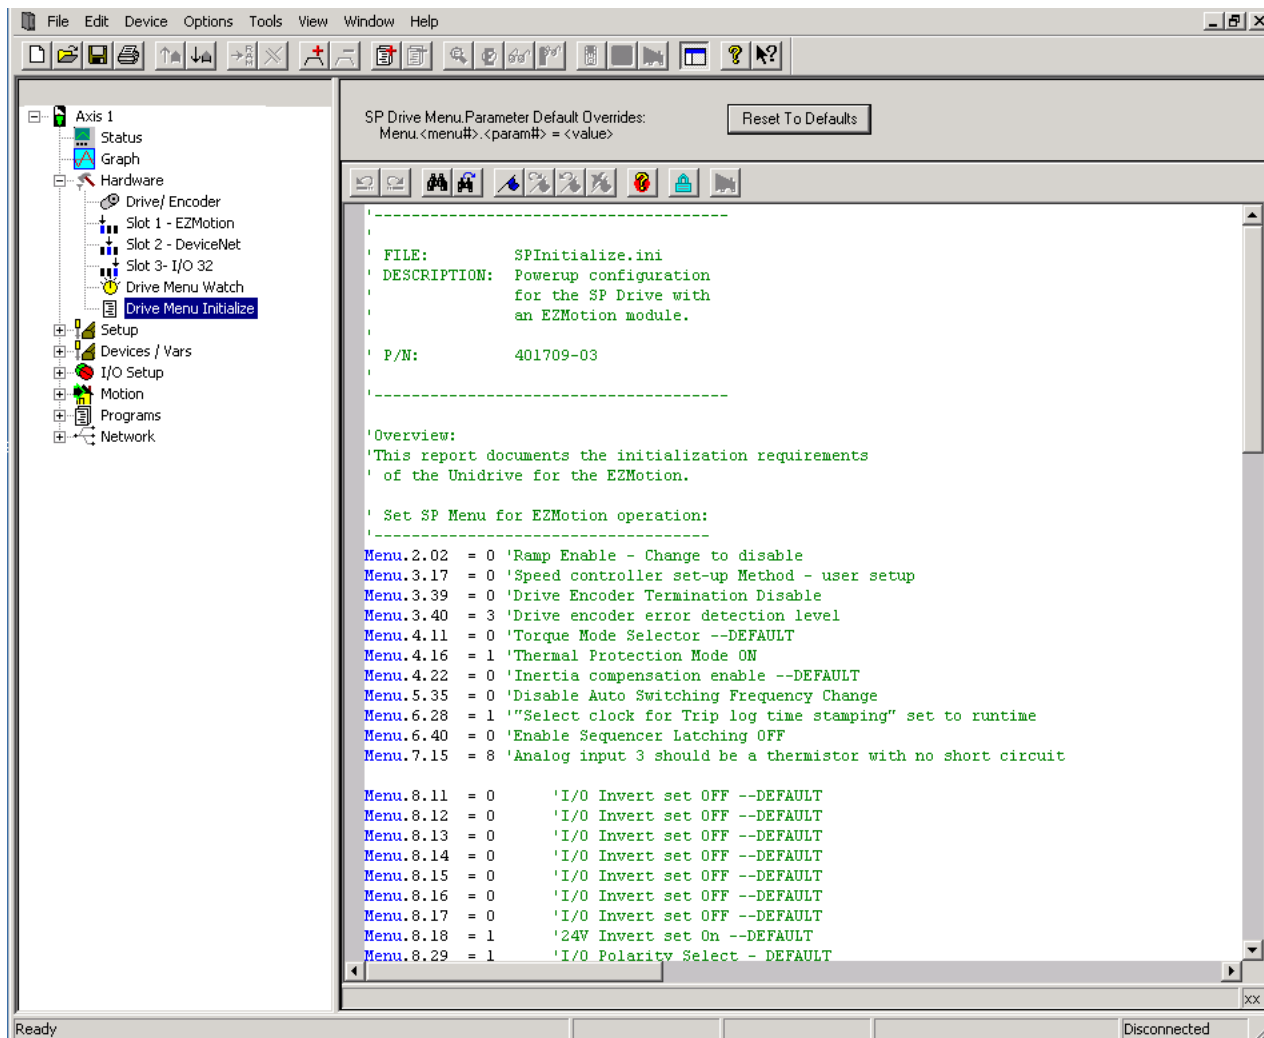 File Edit Device Options Tools View Window Help
Axis 1
Status
Graph
Hardware
Drive/ Encoder
Slot 1 - EZMotion
Slot 2 - DeviceNet
Slot 3- I/O 32
Drive Menu Watch
Drive Menu Initialize
Setup
Devices / Vars
I/O Setup
Motion
Programs
Network
SP Drive Menu.Parameter Default Overrides:
Menu.<menu#>.<param#> = <value>
Reset To Defaults
'--------------------------------------
'
' FILE: SPInitialize.ini
' DESCRIPTION: Powerup configuration
' for the SP Drive with
' an EZMotion module.
'
' P/N: 401709-03
'
'--------------------------------------
'Overview:
'This report documents the initialization requirements
' of the Unidrive for the EZMotion.
' Set SP Menu for EZMotion operation:
'------------------------------------
Menu.2.02 = 0 'Ramp Enable - Change to disable
Menu.3.17 = 0 'Speed controller set-up Method - user setup
Menu.3.39 = 0 'Drive Encoder Termination Disable
Menu.3.40 = 3 'Drive encoder error detection level
Menu.4.11 = 0 'Torque Mode Selector --DEFAULT
Menu.4.16 = 1 'Thermal Protection Mode ON
Menu.4.22 = 0 'Inertia compensation enable --DEFAULT
Menu.5.35 = 0 'Disable Auto Switching Frequency Change
Menu.6.28 = 1 '"Select clock for Trip log time stamping" set to runtime
Menu.6.40 = 0 'Enable Sequencer Latching OFF
Menu.7.15 = 8 'Analog input 3 should be a thermistor with no short circuit
Menu.8.11 = 0 'I/O Invert set OFF --DEFAULT
Menu.8.12 = 0 'I/O Invert set OFF --DEFAULT
Menu.8.13 = 0 'I/O Invert set OFF --DEFAULT
Menu.8.14 = 0 'I/O Invert set OFF --DEFAULT
Menu.8.15 = 0 'I/O Invert set OFF --DEFAULT
Menu.8.16 = 0 'I/O Invert set OFF --DEFAULT
Menu.8.17 = 0 'I/O Invert set OFF --DEFAULT
Menu.8.18 = 1 '24V Invert set On --DEFAULT
Menu.8.29 = 1 'I/O Polarity Select - DEFAULT
xx
Ready
Disconnected